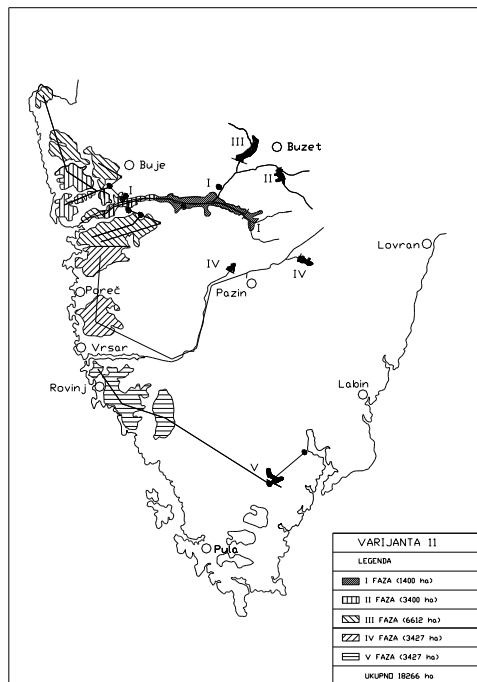 III
Buzet
Buje
I
I
II
I
Lovran
IV
IV
Poreč
Pazin
Vrsar
Rovinj
Labin
V
Pula
VARIJANTA 11
LEGENDA
I FAZA (1400 ha)
II FAZA (3400 ha)
III FAZA (6612 ha)
IV FAZA (3427 ha)
V FAZA (3427 ha)
UKUPNO 18266 ha